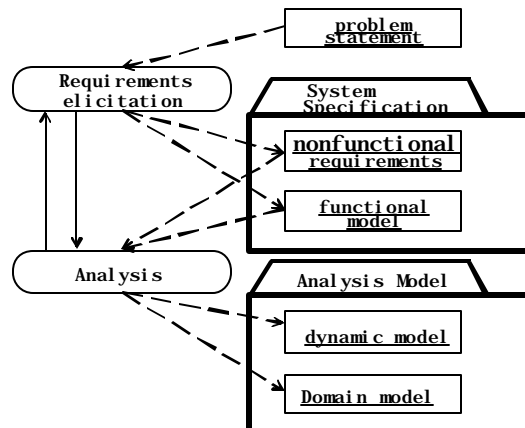 problem
statement
Requirements
elicitation
System
Specification
nonfunctional
requirements
functional
model
Analysis
Analysis Model
dynamic model
Domain model